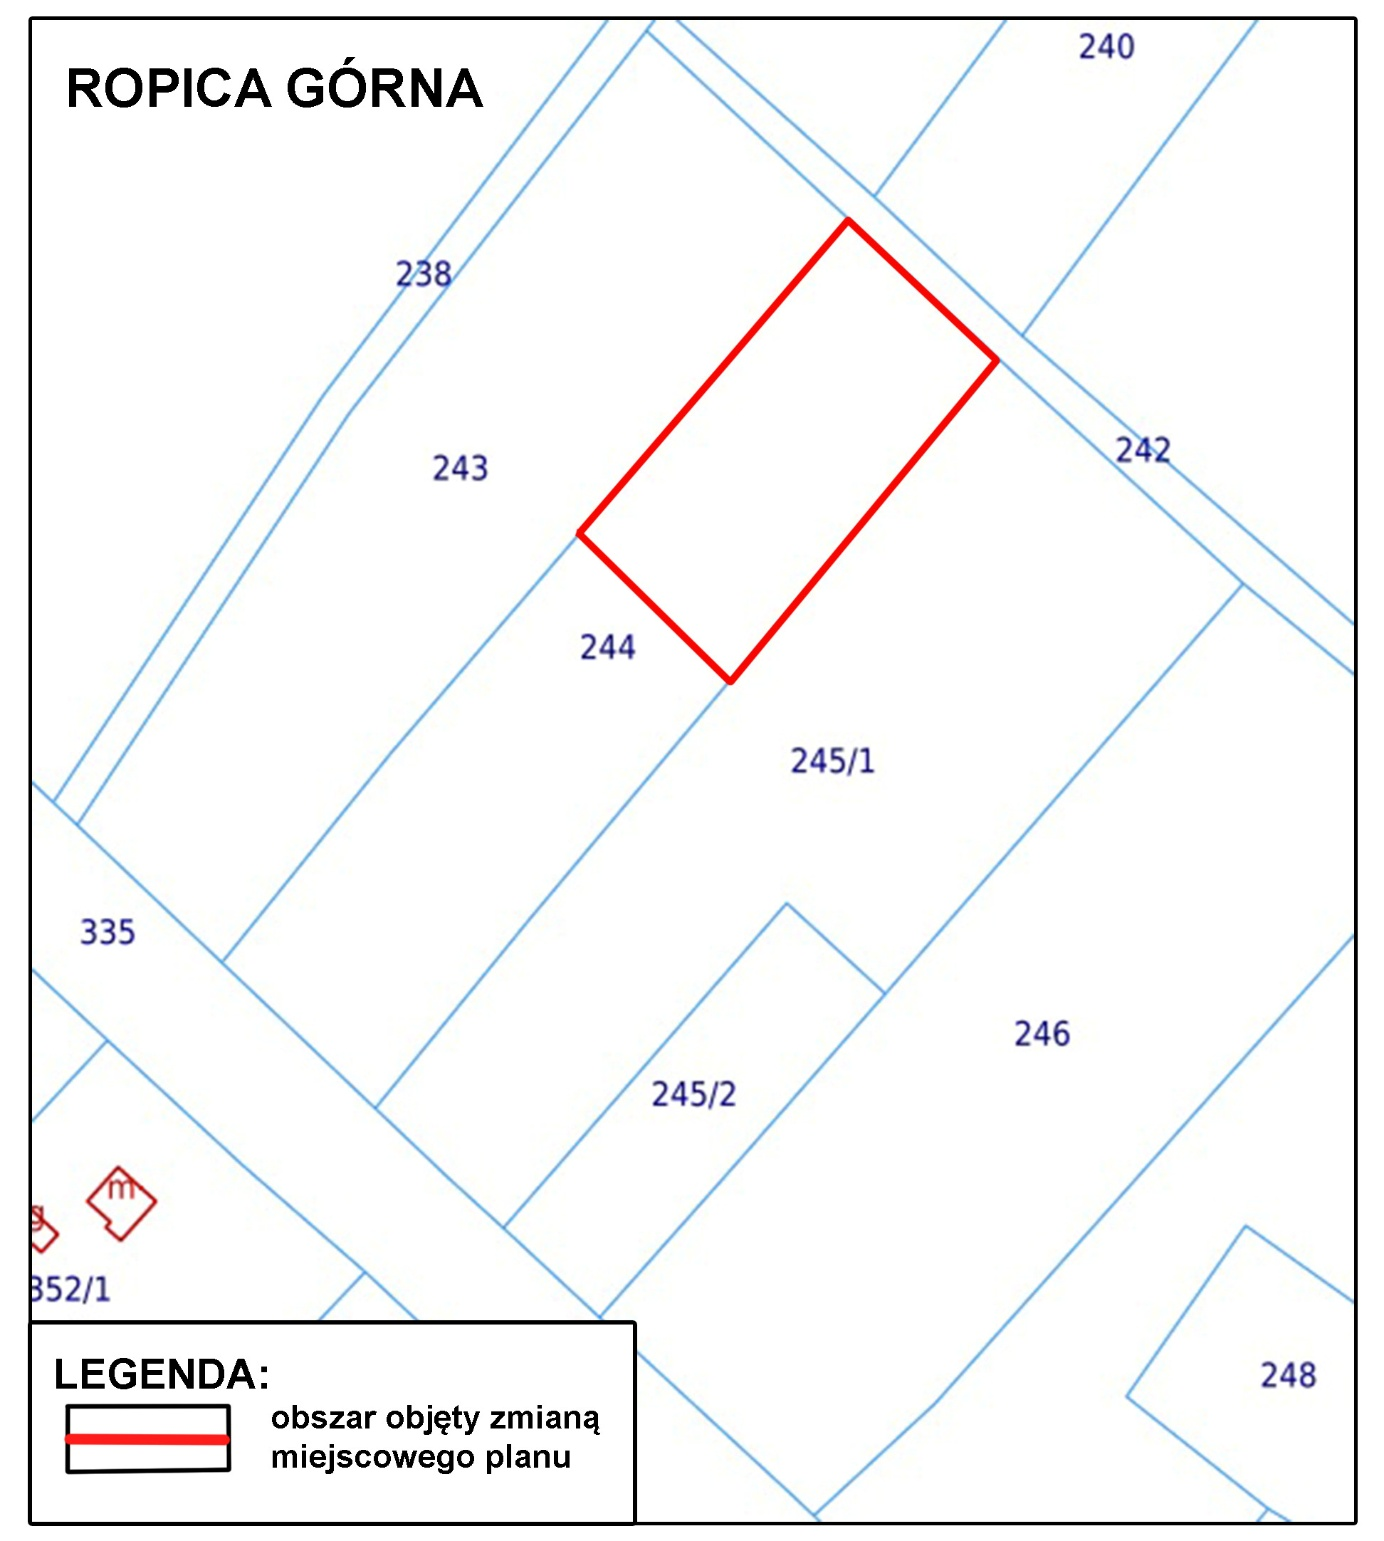 240
ROPICA GÓRNA
238
242
243
244
245/1
335
246
245/2
m
g
352/1
LEGENDA:
248
obszar objęty zmianą
miejscowego planu